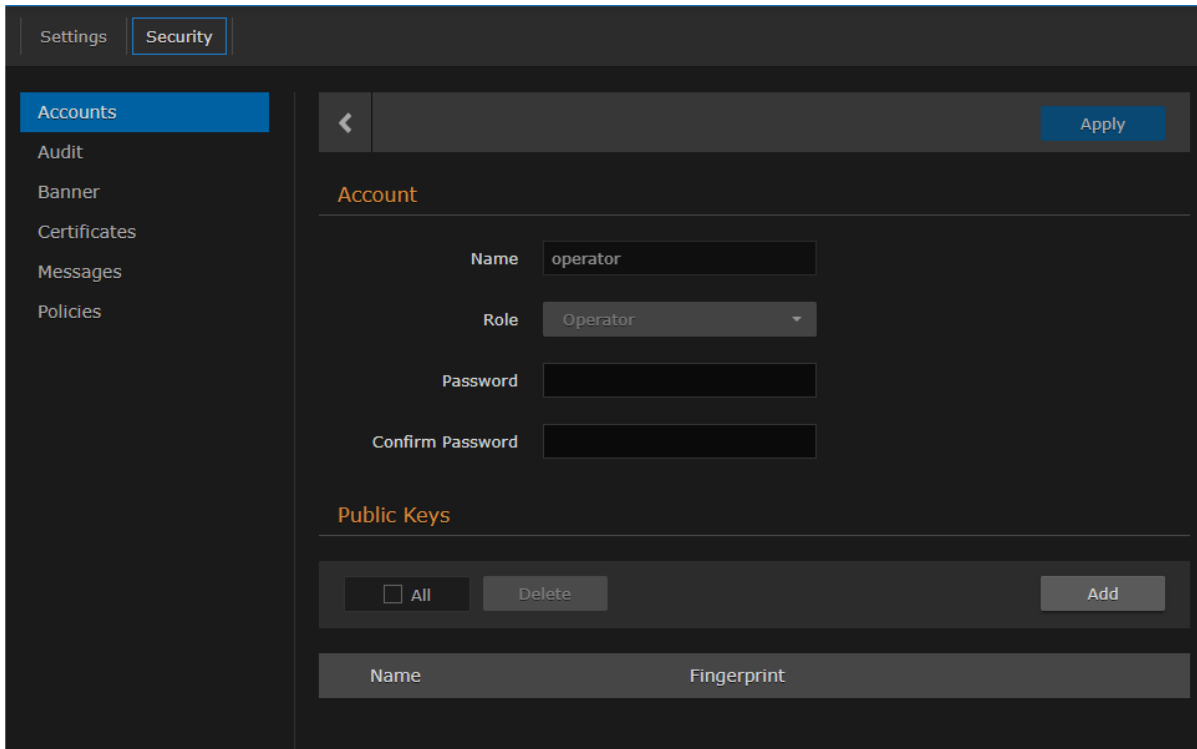 Settings Security
Accounts
Audit
Banner
Certificates
Messages
Policies
Apply
Account
Name operator
Role Operator
Password
Confirm Password
Public Keys
All Delete Add
Name Fingerprint